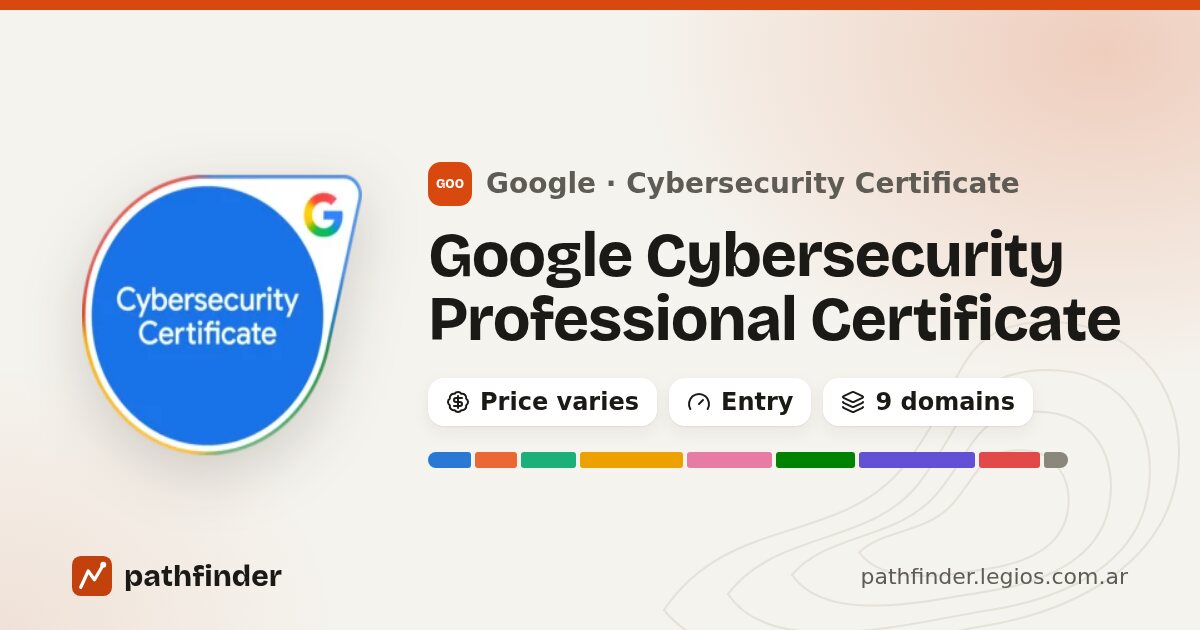 Cybersecurity
Certificate
G
GOO
Google · Cybersecurity Certificate
Google Cybersecurity
Professional Certificate
Price varies
Entry
9 domains
pathfinder
pathfinder.legios.com.ar